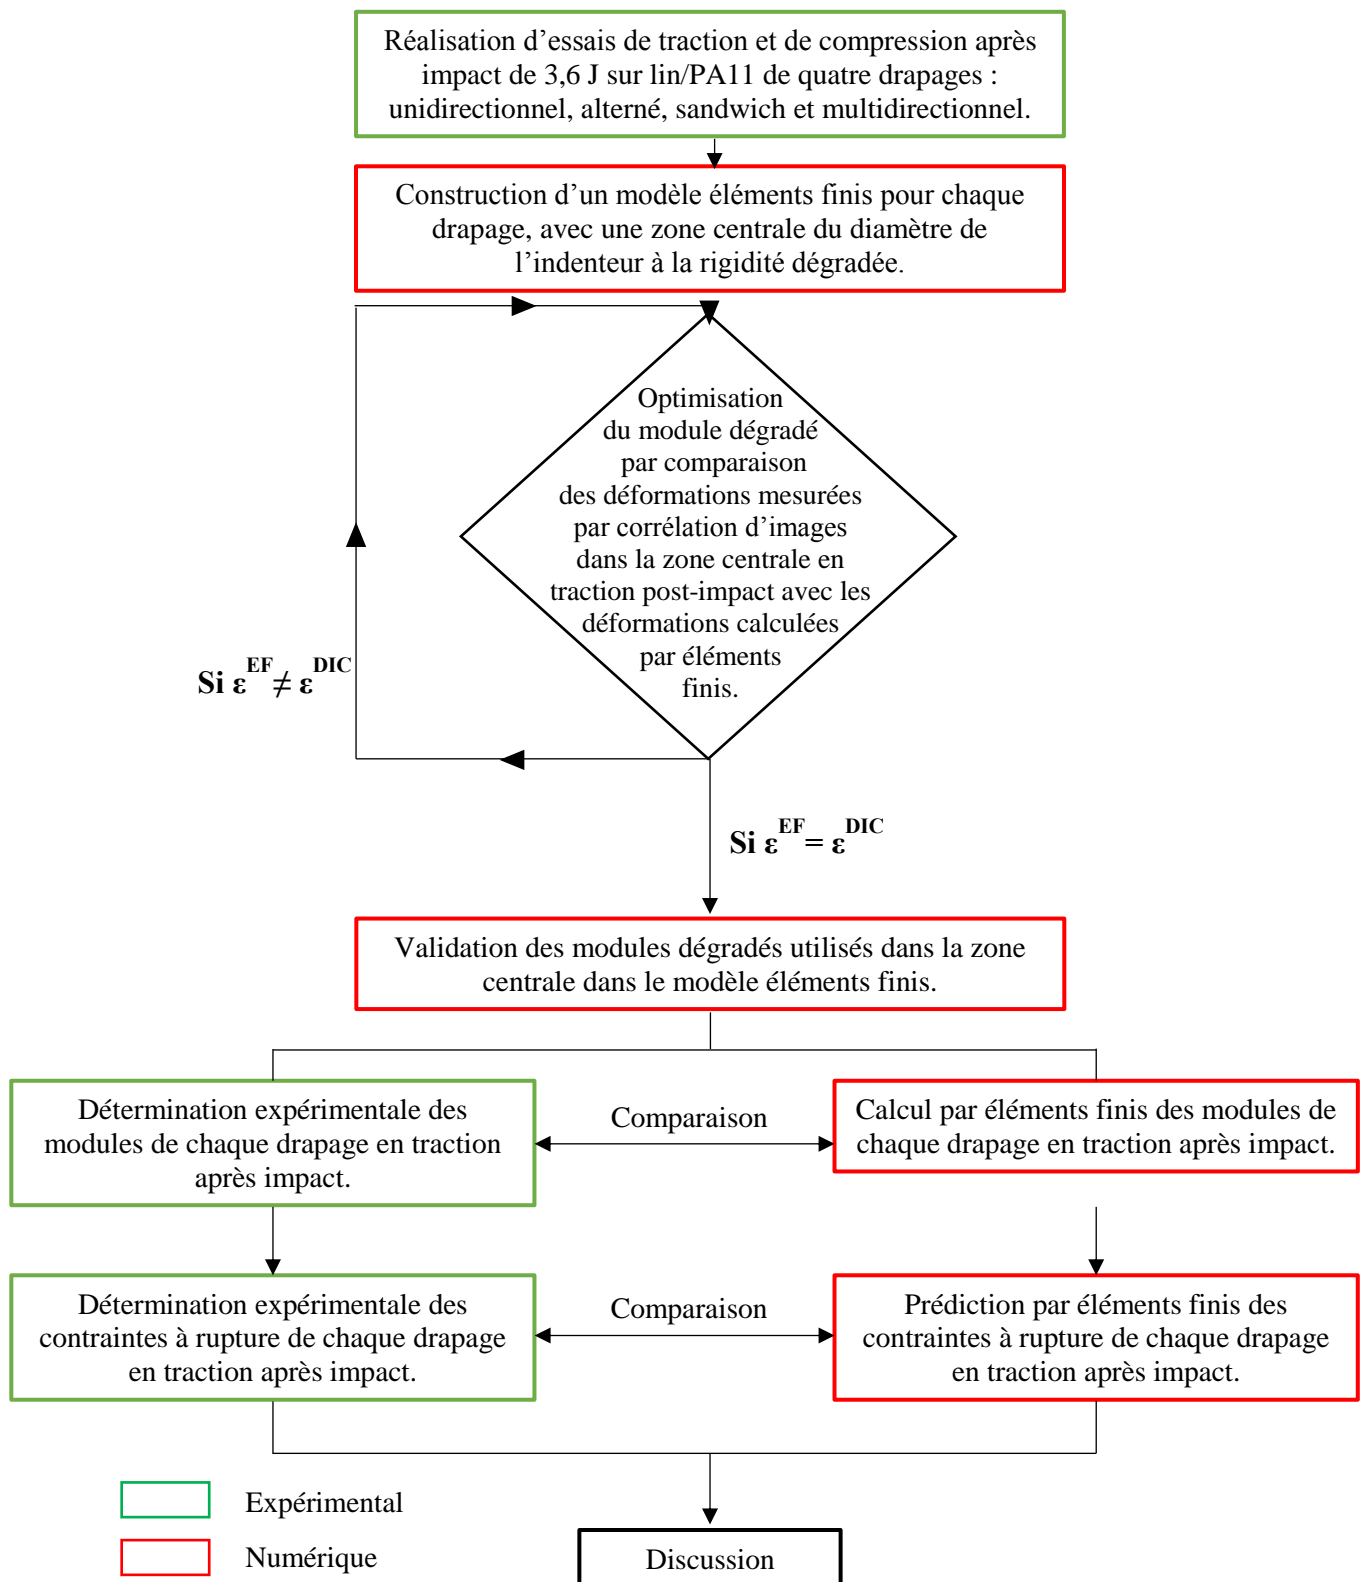 Réalisation d'essais de traction et de compression après
impact de 3,6 J sur lin/PA11 de quatre drapages :
unidirectionnel, alterné, sandwich et multidirectionnel.
Construction d'un modèle éléments finis pour chaque
drapage, avec une zone centrale du diamètre de
l'indenteur à la rigidité dégradée.
Optimisation
du module dégradé
par comparaison
des déformations mesurées
par corrélation d'images
dans la zone centrale en
traction post-impact avec les
déformations calculées
par éléments
finis.
Si ε^EF ≠ ε^DIC
Si ε^EF = ε^DIC
Validation des modules dégradés utilisés dans la zone
centrale dans le modèle éléments finis.
Détermination expérimentale des
modules de chaque drapage en traction
après impact.
Comparaison
Calcul par éléments finis des modules de
chaque drapage en traction après impact.
Détermination expérimentale des
contraintes à rupture de chaque drapage
en traction après impact.
Comparaison
Prédiction par éléments finis des
contraintes à rupture de chaque drapage
en traction après impact.
Expérimental
Numérique
Discussion